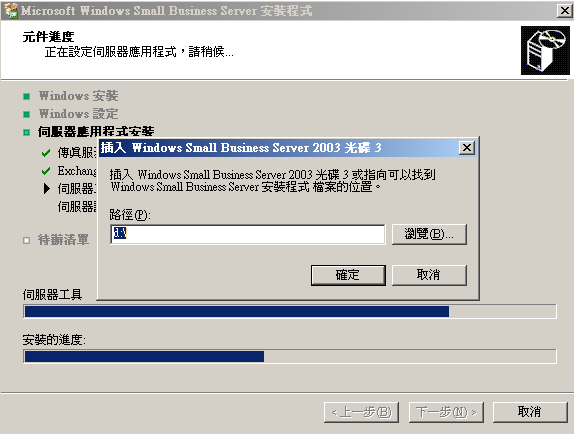 Microsoft Windows Small Business Server 安裝程式
元件進度
正在設定伺服器應用程式，請稍候...
Windows 安裝
Windows 設定
伺服器應用程式安裝
傳真服
Exchang
伺服器
伺服器
待辦清單
插入 Windows Small Business Server 2003 光碟 3
插入 Windows Small Business Server 2003 光碟 3 或指向可以找到
Windows Small Business Server 安裝程式 檔案的位置。
路徑(P):
d:\
瀏覽(B)...
確定
取消
伺服器工具
安裝的進度:
< 上一步(B)
下一步(N) >
取消